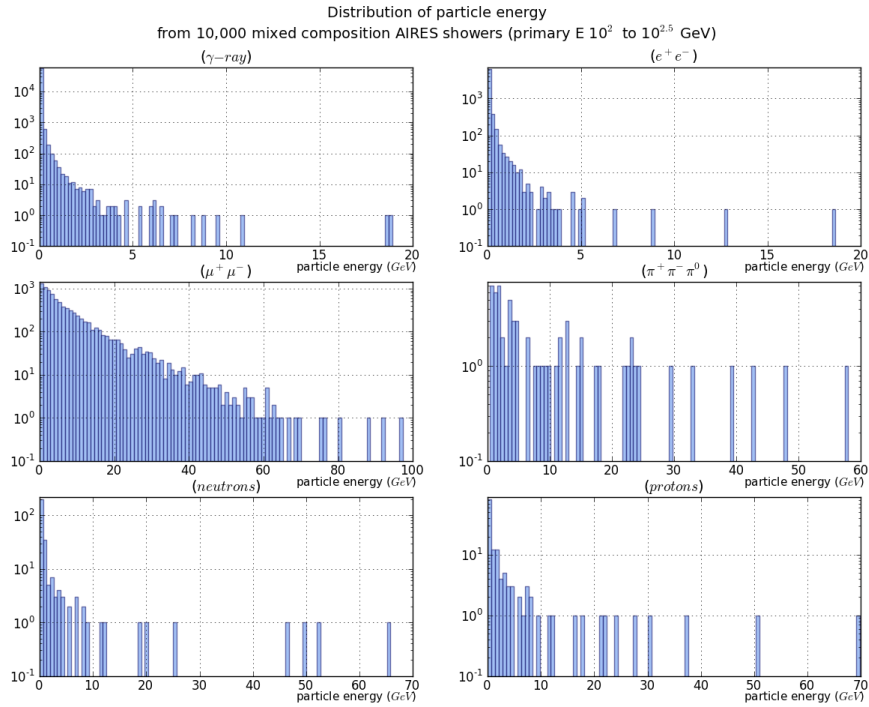 Distribution of particle energy
from 10,000 mixed composition AIRES showers (primary E 10² to 10²·⁵ GeV)
(γ−ray)
(e⁺e⁻)
10⁴
10³
10²
10¹
10⁰
10⁻¹
0 5 10 15 20
particle energy (GeV)
10³
10²
10¹
10⁰
10⁻¹
0 5 10 15 20
particle energy (GeV)
(μ⁺μ⁻)
(π⁺π⁻π⁰)
10³
10²
10¹
10⁰
10⁻¹
0 20 40 60 80 100
particle energy (GeV)
10⁰
10⁻¹
0 10 20 30 40 50 60
particle energy (GeV)
(neutrons)
(protons)
10²
10¹
10⁰
10⁻¹
0 10 20 30 40 50 60 70
particle energy (GeV)
10¹
10⁰
10⁻¹
0 10 20 30 40 50 60 70
particle energy (GeV)